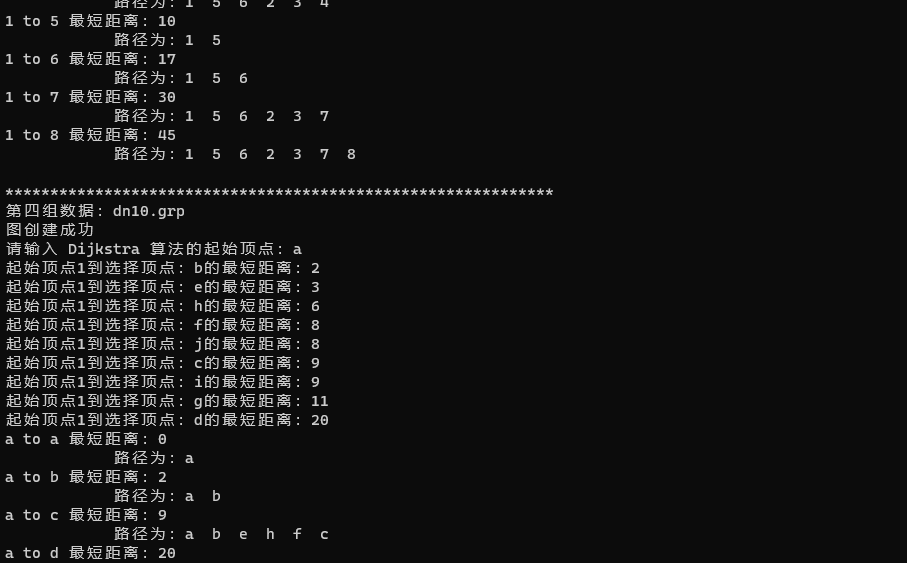 路径为: 1 5 6 2 3 4
1 to 5 最短距离: 10
路径为: 1 5
1 to 6 最短距离: 17
路径为: 1 5 6
1 to 7 最短距离: 30
路径为: 1 5 6 2 3 7
1 to 8 最短距离: 45
路径为: 1 5 6 2 3 7 8
*************************************************************
第四组数据: dn10.grp
图创建成功
请输入 Dijkstra 算法的起始顶点: a
起始顶点1到选择顶点: b的最短距离: 2
起始顶点1到选择顶点: e的最短距离: 3
起始顶点1到选择顶点: h的最短距离: 6
起始顶点1到选择顶点: f的最短距离: 8
起始顶点1到选择顶点: j的最短距离: 8
起始顶点1到选择顶点: c的最短距离: 9
起始顶点1到选择顶点: i的最短距离: 9
起始顶点1到选择顶点: g的最短距离: 11
起始顶点1到选择顶点: d的最短距离: 20
a to a 最短距离: 0
路径为: a
a to b 最短距离: 2
路径为: a b
a to c 最短距离: 9
路径为: a b e h f c
a to d 最短距离: 20